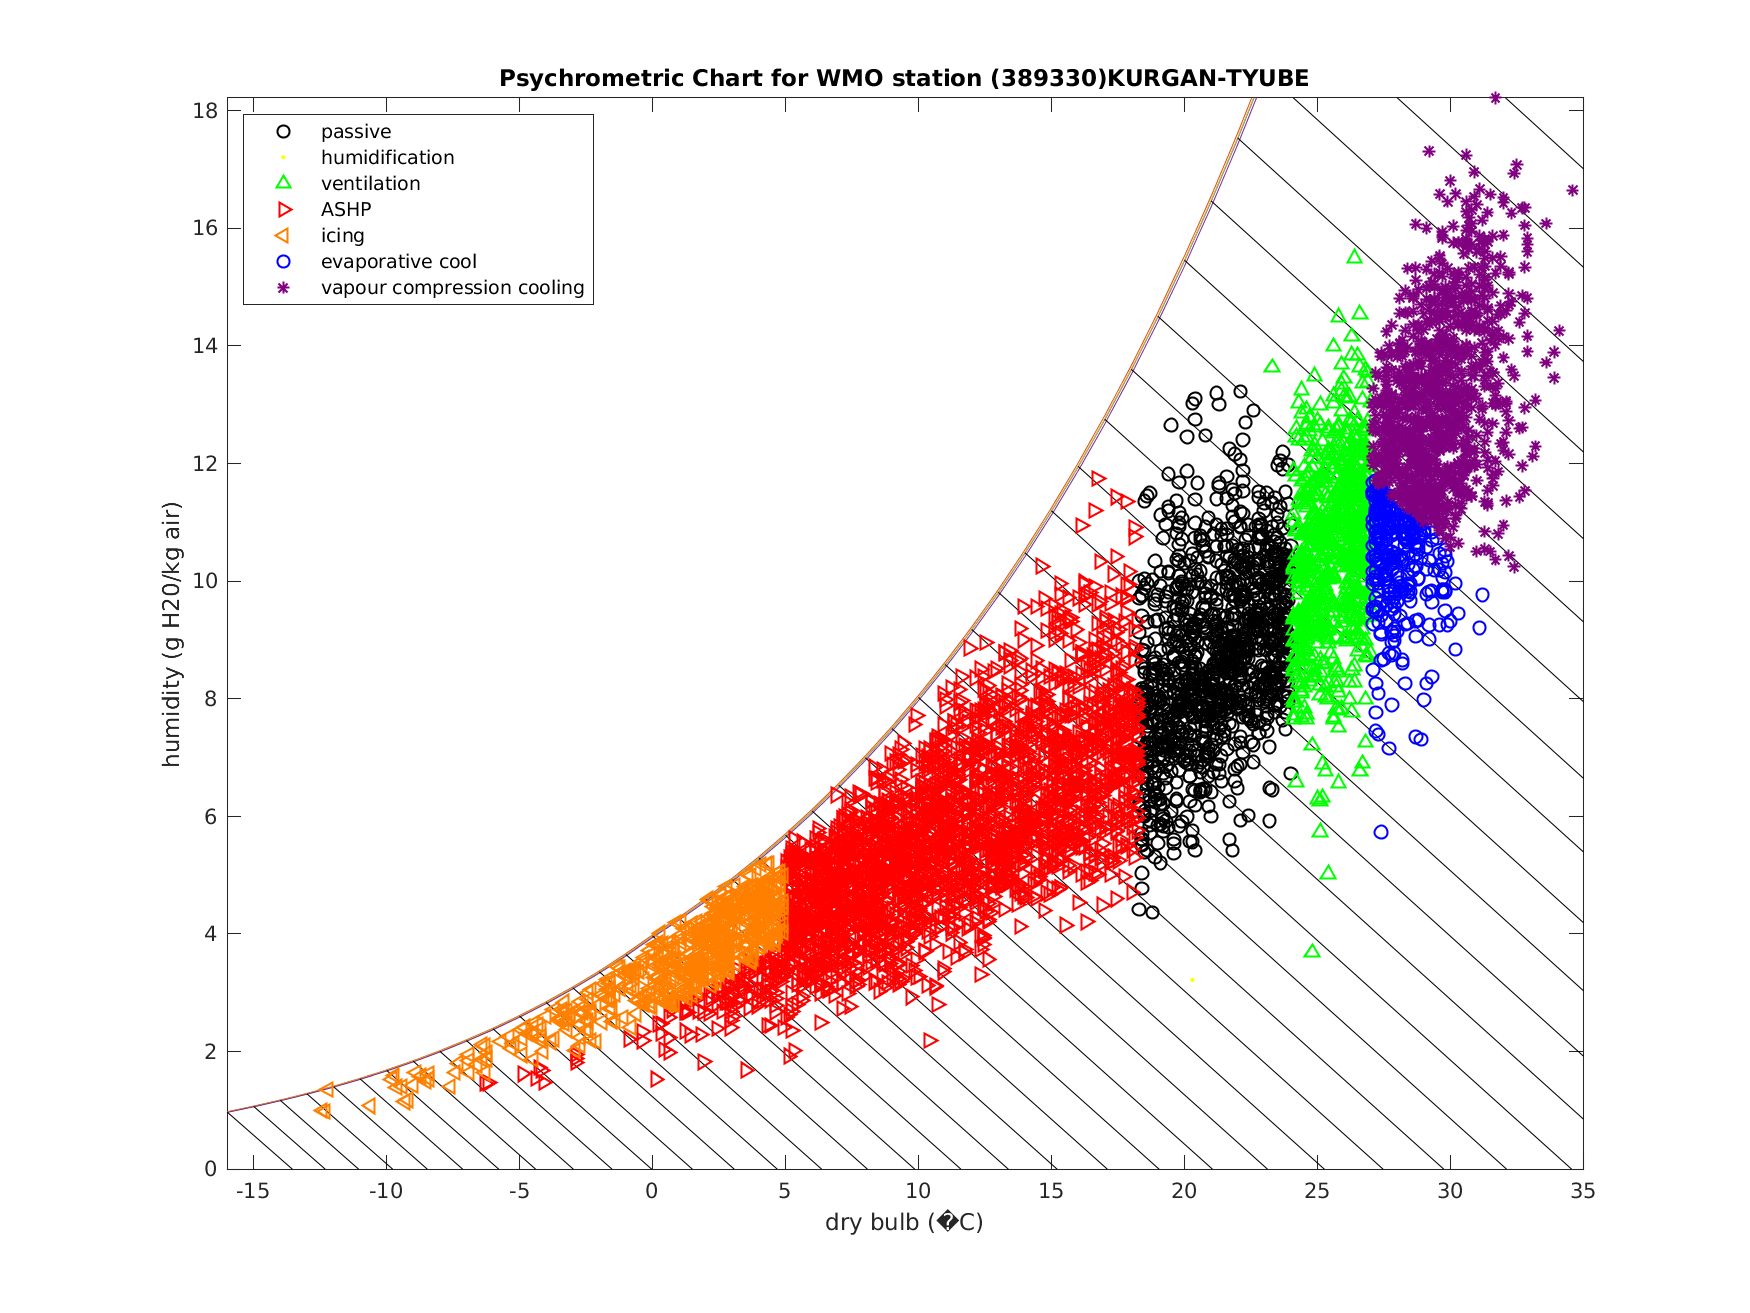 Psychrometric Chart for WMO station (389330)KURGAN-TYUBE
passive
humidification
ventilation
ASHP
icing
evaporative cool
vapour compression cooling
humidity (g H20/kg air)
18
16
14
12
10
8
6
4
2
0
-15 -10 -5 0 5 10 15 20 25 30 35
dry bulb (�C)